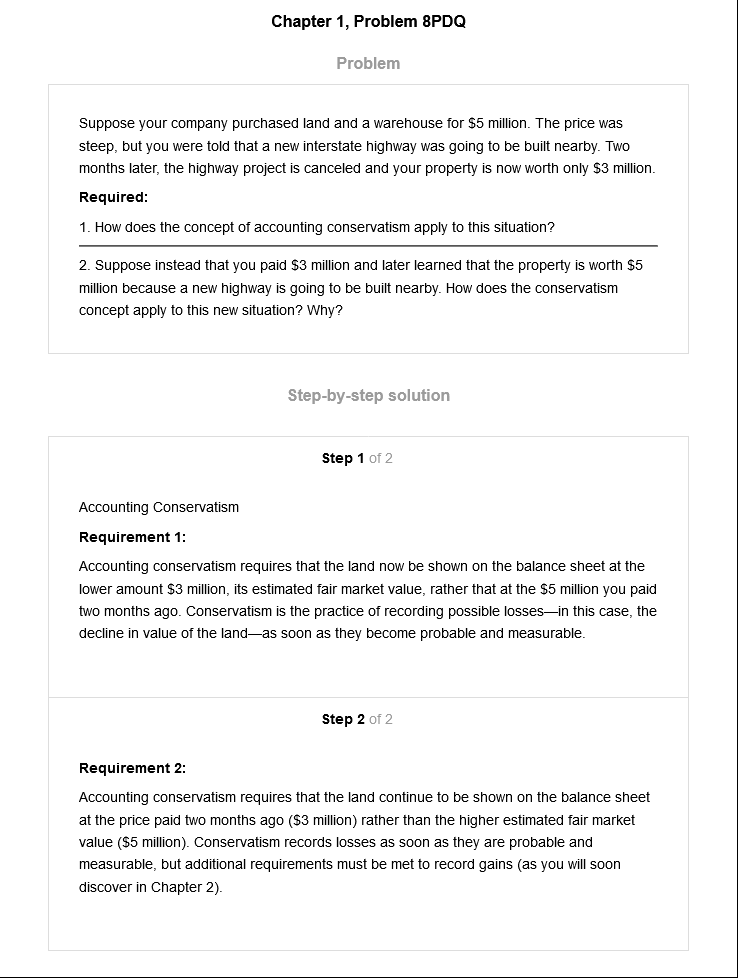 Chapter 1, Problem 8PDQ
Problem
Suppose your company purchased land and a warehouse for $5 million. The price was
steep, but you were told that a new interstate highway was going to be built nearby. Two
months later, the highway project is canceled and your property is now worth only $3 million.
Required:
1. How does the concept of accounting conservatism apply to this situation?
2. Suppose instead that you paid $3 million and later learned that the property is worth $5
million because a new highway is going to be built nearby. How does the conservatism
concept apply to this new situation? Why?
Step-by-step solution
Step 1 of 2
Accounting Conservatism
Requirement 1:
Accounting conservatism requires that the land now be shown on the balance sheet at the
lower amount $3 million, its estimated fair market value, rather that at the $5 million you paid
two months ago. Conservatism is the practice of recording possible losses—in this case, the
decline in value of the land—as soon as they become probable and measurable.
Step 2 of 2
Requirement 2:
Accounting conservatism requires that the land continue to be shown on the balance sheet
at the price paid two months ago ($3 million) rather than the higher estimated fair market
value ($5 million). Conservatism records losses as soon as they are probable and
measurable, but additional requirements must be met to record gains (as you will soon
discover in Chapter 2).